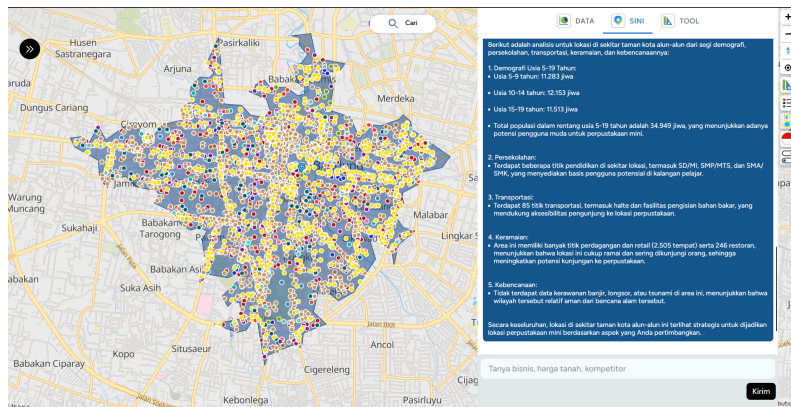 Husen
Sastranegara
Pasirkaliki
Cari
Arjuna
Merdeka
Dungus Cariang
Ciroyom
Warung
Muncang
Sukahaji
Babakan
Tarogong
Malabar
Lingkar S
Babakan Asi
Suka Asih
Jalan BKR
Situsaeur
Ancol
Kopo
Babakan Ciparay
Cigereleng
Kebonlega
Pasirluyu
Cijag
DATA
SINI
TOOL
Berikut adalah analisis untuk lokasi di sekitar taman kota alun-alun dari segi demografi,
persekolahan, transportasi, keramaian, dan kebencanaannya:
1. Demografi Usia 5-19 Tahun:
• Usia 5-9 tahun: 11.283 jiwa
• Usia 10-14 tahun: 12.153 jiwa
• Usia 15-19 tahun: 11.513 jiwa
• Total populasi dalam rentang usia 5-19 tahun adalah 34.949 jiwa, yang menunjukkan adanya
potensi pengguna muda untuk perpustakaan mini.
2. Persekolahan:
• Terdapat beberapa titik pendidikan di sekitar lokasi, termasuk SD/MI, SMP/MTS, dan SMA/
SMK, yang menyediakan basis pengguna potensial di kalangan pelajar.
3. Transportasi:
• Terdapat 85 titik transportasi, termasuk halte dan fasilitas pengisian bahan bakar, yang
mendukung aksesibilitas pengunjung ke lokasi perpustakaan.
4. Keramaian:
• Area ini memiliki banyak titik perdagangan dan retail (2.505 tempat) serta 246 restoran,
menunjukkan bahwa lokasi ini cukup ramai dan sering dikunjungi orang, sehingga
meningkatkan potensi kunjungan ke perpustakaan.
5. Kebencanaan:
• Tidak terdapat data kerawanan banjir, longsor, atau tsunami di area ini, menunjukkan bahwa
wilayah tersebut relatif aman dari bencana alam tersebut.
Secara keseluruhan, lokasi di sekitar taman kota alun-alun ini terlihat strategis untuk dijadikan
lokasi perpustakaan mini berdasarkan aspek yang Anda pertimbangkan.
Tanya bisnis, harga tanah, kompetitor
Kirim